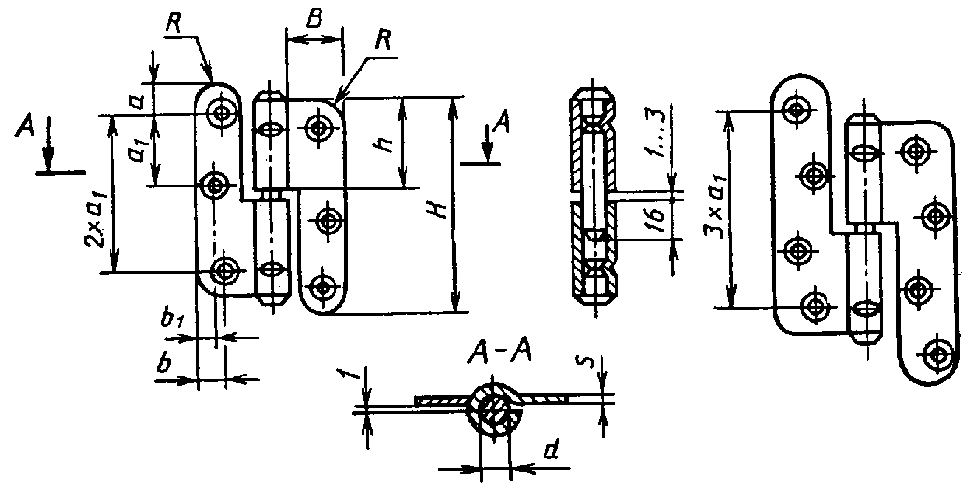 R
B
R
a
A
A
a₁
2×a₁
h
H
1...3
16
3×a₁
b₁
b
A-A
1
s
d